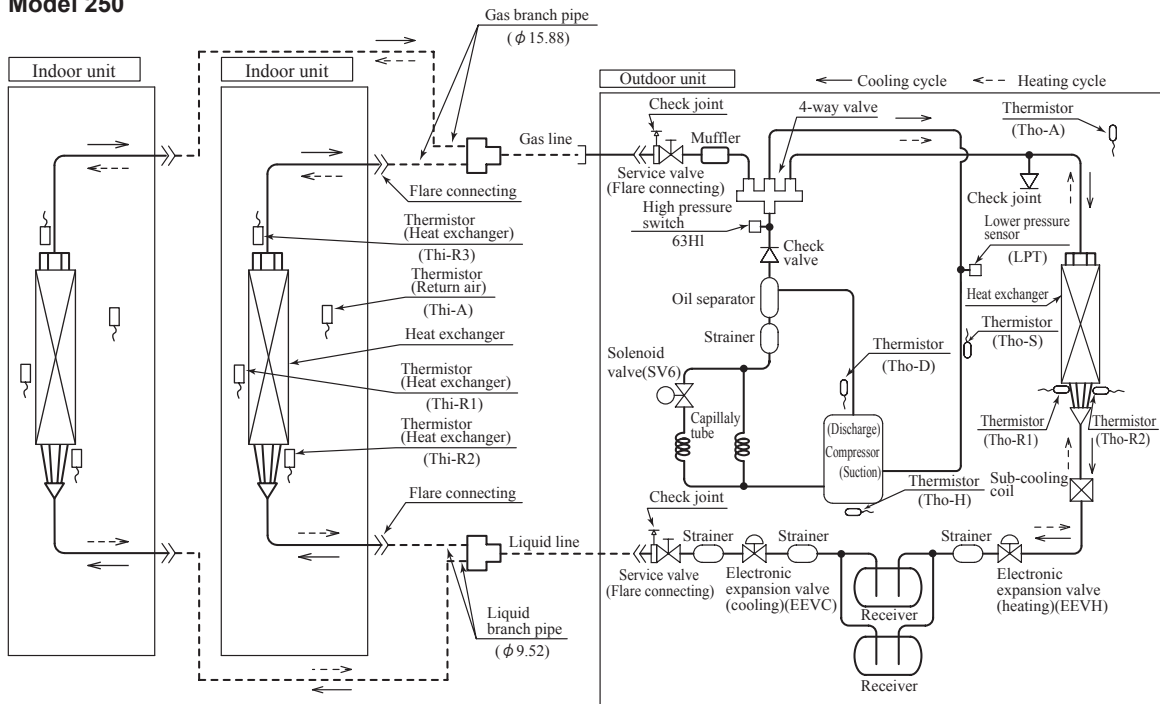 Model 250
Gas branch pipe
(ϕ 15.88)
Indoor unit
Indoor unit
Outdoor unit
Cooling cycle
Heating cycle
Check joint
4-way valve
Thermistor
(Tho-A)
Gas line
Muffler
Service valve
(Flare connecting)
Check joint
Flare connecting
High pressure
switch
63Hl
Lower pressure
sensor
(LPT)
Thermistor
(Heat exchanger)
(Thi-R3)
Check
valve
Thermistor
(Return air)
(Thi-A)
Oil separator
Heat exchanger
Thermistor
(Tho-S)
Heat exchanger
Strainer
Thermistor
(Tho-D)
Solenoid
valve(SV6)
Thermistor
(Heat exchanger)
(Thi-R1)
Capillaly
tube
(Discharge)
Compressor
(Suction)
Thermistor
(Tho-R1)
Thermistor
(Tho-R2)
Thermistor
(Heat exchanger)
(Thi-R2)
Thermistor
(Tho-H)
Sub-cooling
coil
Flare connecting
Check joint
Liquid line
Strainer
Strainer
Strainer
Service valve
(Flare connecting)
Electronic
expansion valve
(cooling)(EEVC)
Receiver
Electronic
expansion valve
(heating)(EEVH)
Liquid
branch pipe
(ϕ 9.52)
Receiver